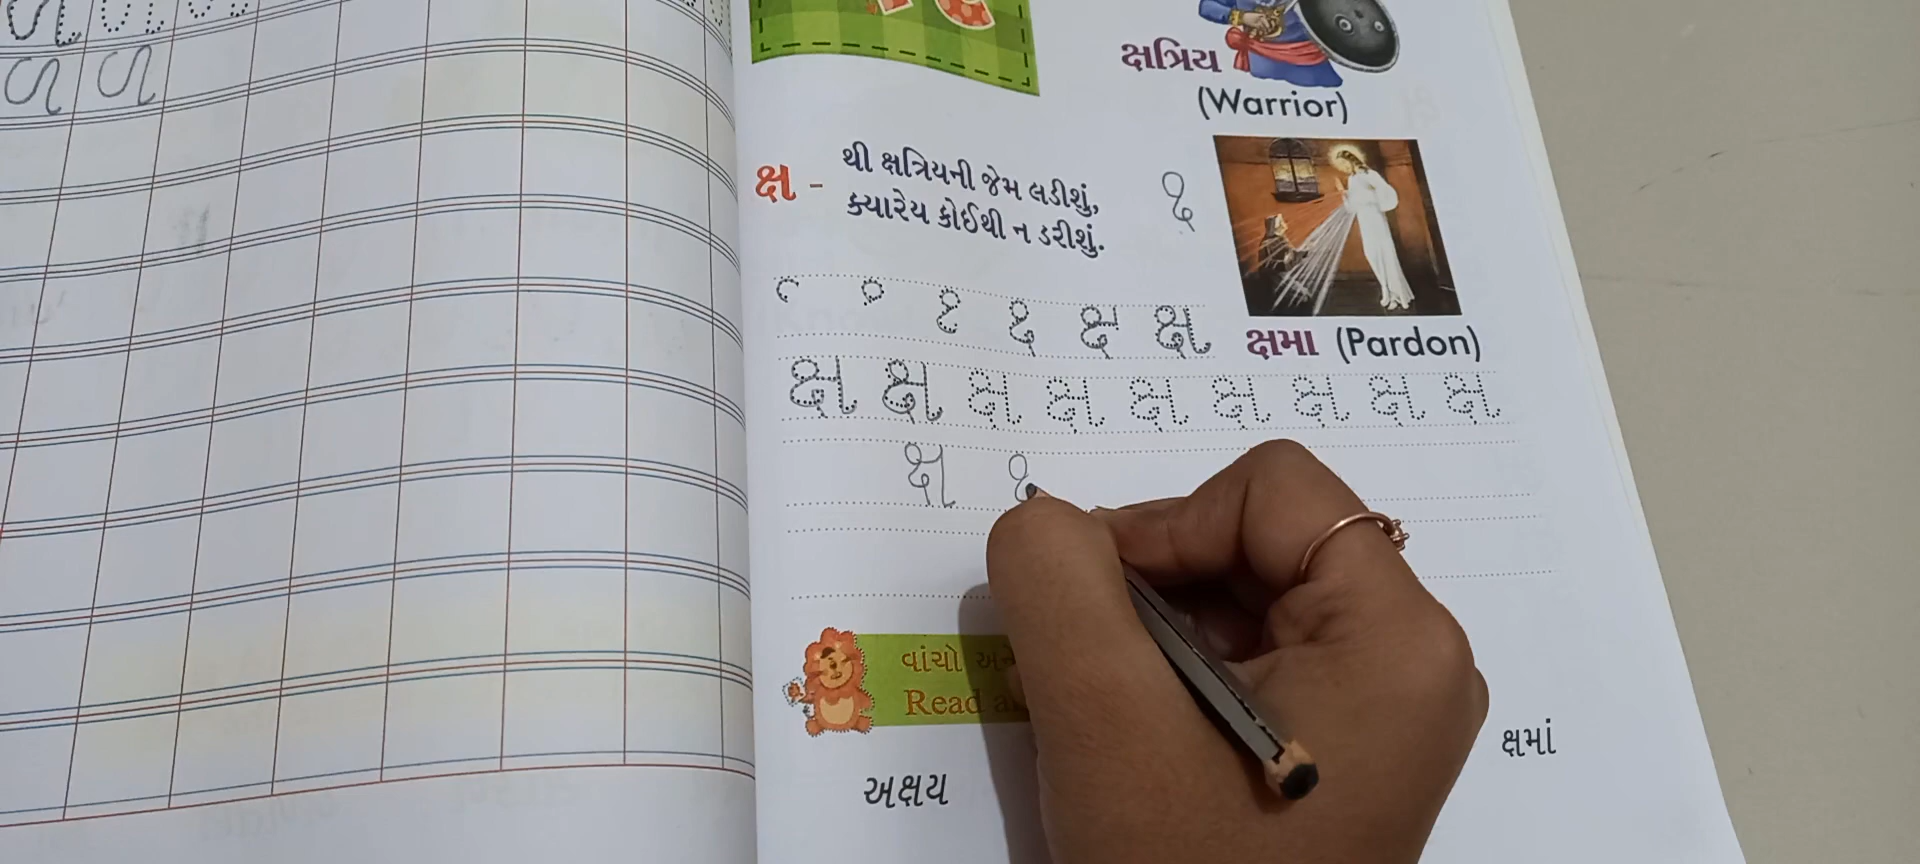 ળ ળ
ક્ષત્રિય
(Warrior)
ક્ષ - થી ક્ષત્રિયની જેમ લડીશું,
ક્યારેય કોઈથી ન ડરીશું.
ક્ષ ક્ષ
ક્ષમા (Pardon)
ક્ષ ક્ષ ક્ષ ક્ષ ક્ષ ક્ષ ક્ષ ક્ષ ક્ષ
ક્ષ
વાંચો
Read
અક્ષય
ક્ષમાં